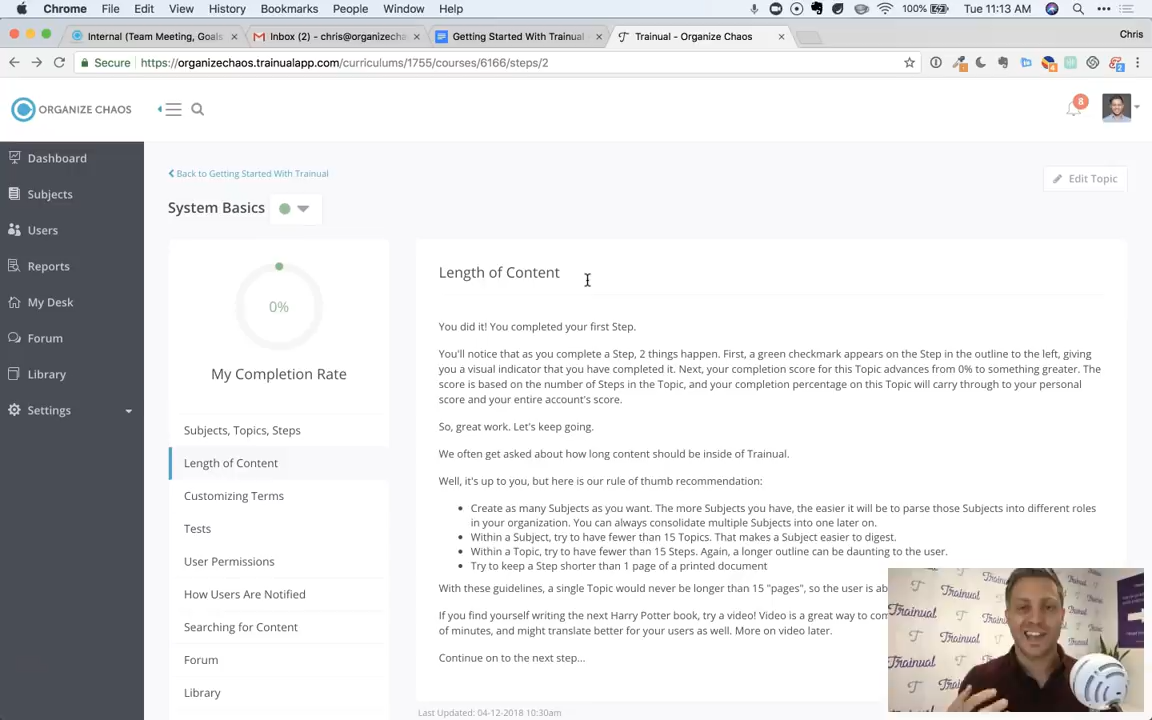 Chrome File Edit View History Bookmarks People Window Help 100% Tue 11:13 AM
Internal (Team Meeting, Goals Inbox (2) - chris@organizecha Getting Started With Trainual Trainual - Organize Chaos Chris
Secure https://organizechaos.trainualapp.com/curriculums/1755/courses/6166/steps/2
ORGANIZE CHAOS 8
Dashboard
Subjects
Users
Reports
My Desk
Forum
Library
Settings
Back to Getting Started With Trainual
Edit Topic
System Basics
0%
My Completion Rate
Subjects, Topics, Steps
Length of Content
Customizing Terms
Tests
User Permissions
How Users Are Notified
Searching for Content
Forum
Library
Length of Content
You did it! You completed your first Step.
You'll notice that as you complete a Step, 2 things happen. First, a green checkmark appears on the Step in the outline to the left, giving
you a visual indicator that you have completed it. Next, your completion score for this Topic advances from 0% to something greater. The
score is based on the number of Steps in the Topic, and your completion percentage on this Topic will carry through to your personal
score and your entire account's score.
So, great work. Let's keep going.
We often get asked about how long content should be inside of Trainual.
Well, it's up to you, but here is our rule of thumb recommendation:
• Create as many Subjects as you want. The more Subjects you have, the easier it will be to parse those Subjects into different roles
in your organization. You can always consolidate multiple Subjects into one later on.
• Within a Subject, try to have fewer than 15 Topics. That makes a Subject easier to digest.
• Within a Topic, try to have fewer than 15 Steps. Again, a longer outline can be daunting to the user.
• Try to keep a Step shorter than 1 page of a printed document
With these guidelines, a single Topic would never be longer than 15 "pages", so the user is ab
If you find yourself writing the next Harry Potter book, try a video! Video is a great way to con
of minutes, and might translate better for your users as well. More on video later.
Continue on to the next step...
Last Updated: 04-12-2018 10:30am
Trainual
Trainual
Trainual